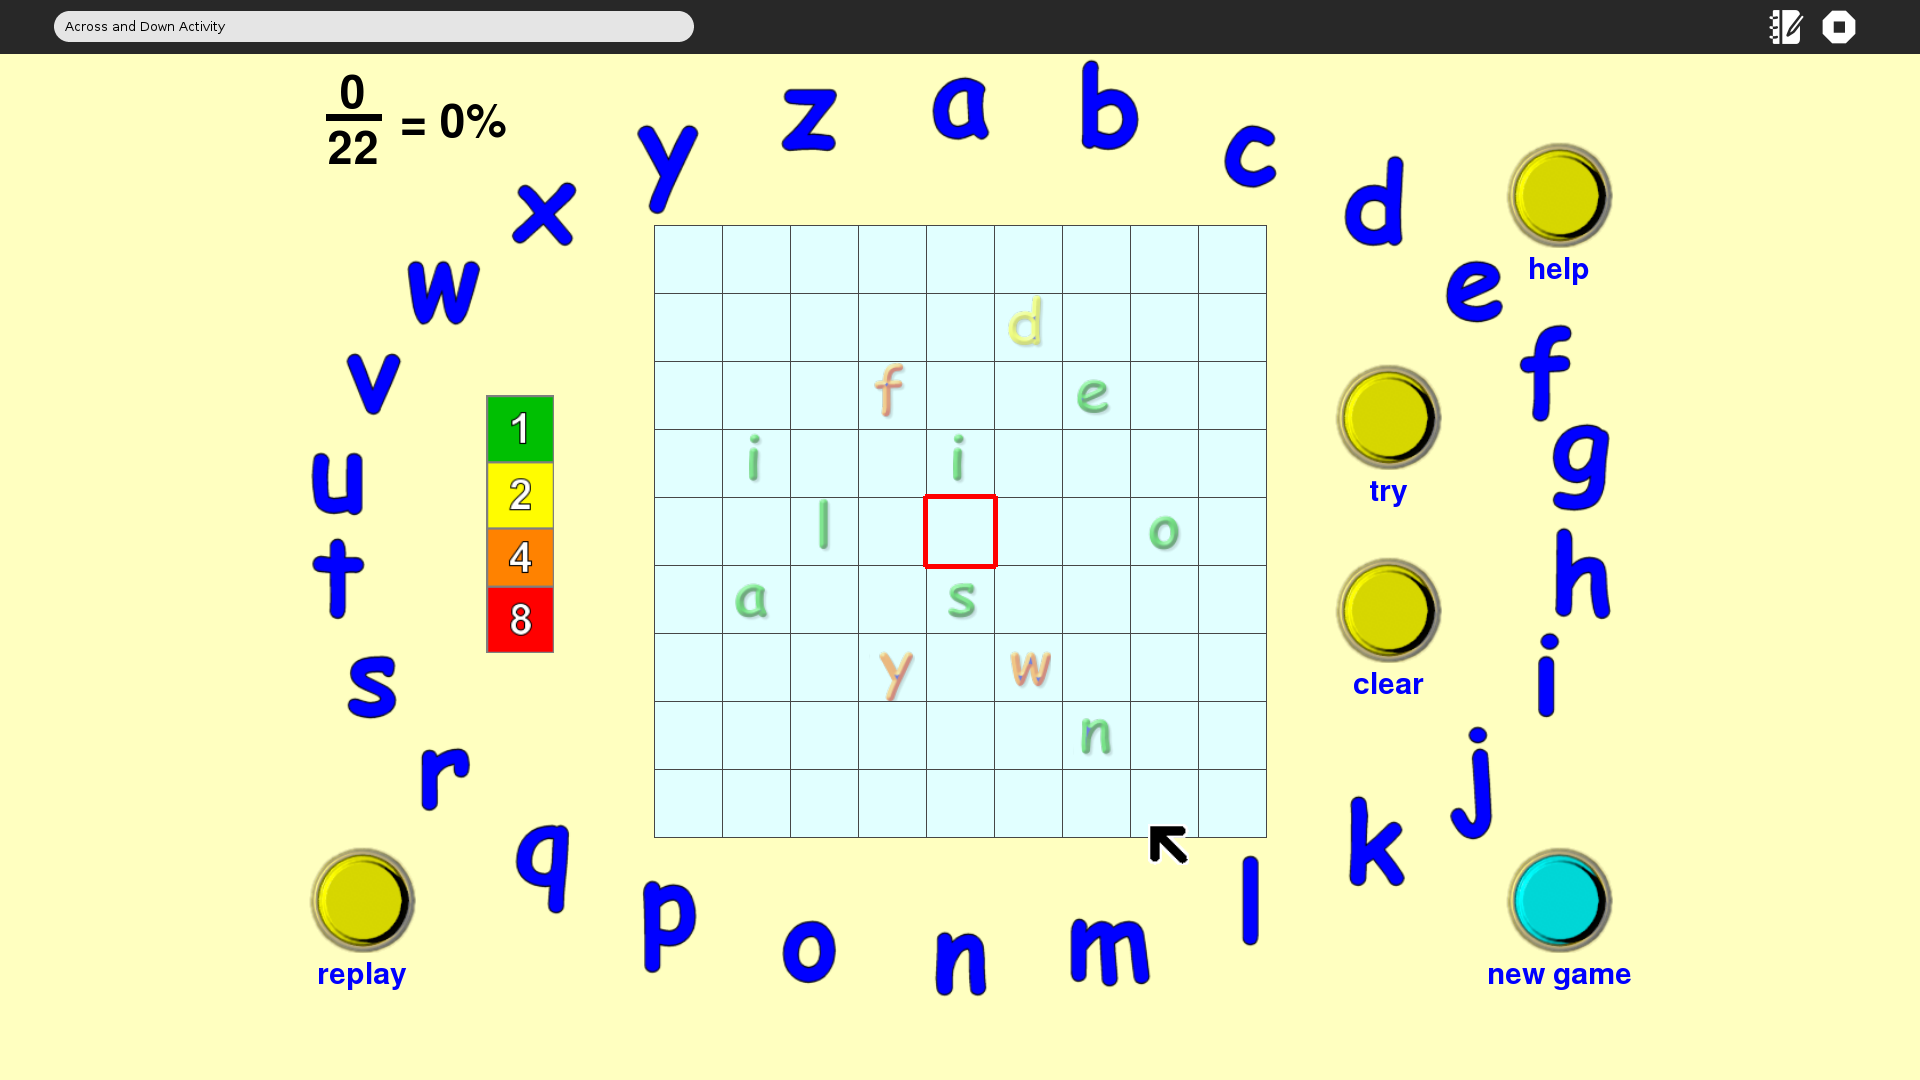 Across and Down Activity
0
22
= 0%
y z a b c
x d
help
w e
d
v f
f e
1
i i
u g
2
try
l o
t h
4
a s
8
clear
s i
y w
r j
n
q k
p o n m l
replay
new game